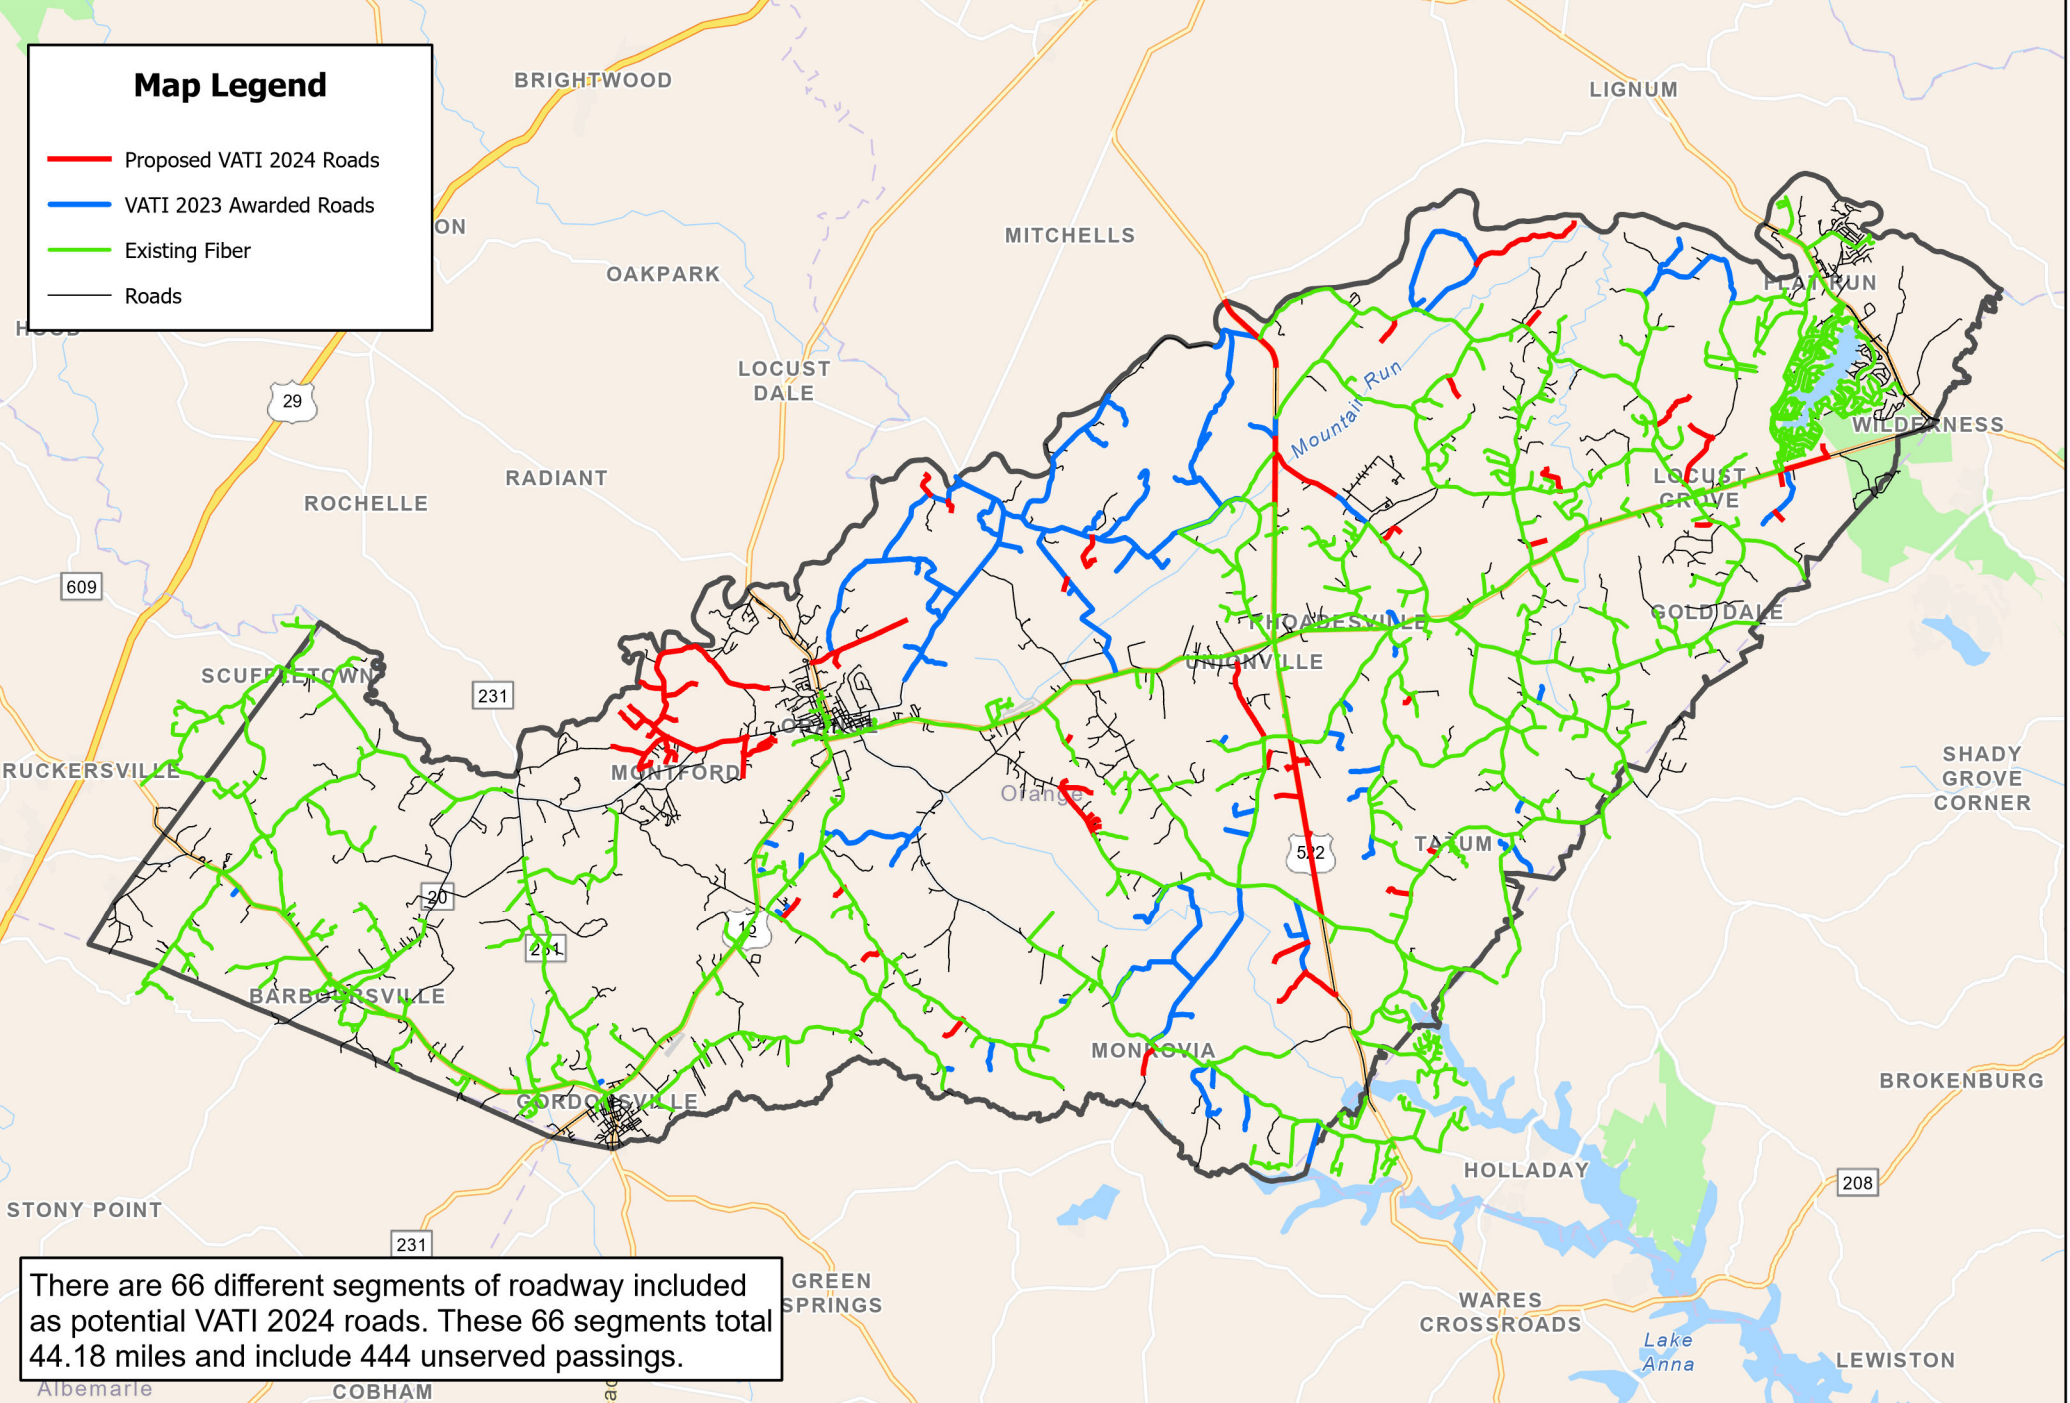 Map Legend
Proposed VATI 2024 Roads
VATI 2023 Awarded Roads
Existing Fiber
Roads
BRIGHTWOOD
LIGNUM
ON
MITCHELLS
OAKPARK
FLAT RUN
LOCUST
DALE
29
Mountain Run
WILDERNESS
RADIANT
ROCHELLE
LOCUST
GROVE
609
RHOADESVILLE
GOLD DALE
UNIONVILLE
SCUFFLETOWN
231
ORANGE
RUCKERSVILLE
MONTFORD
SHADY
GROVE
CORNER
Orange
522
TATUM
20
15
231
BARBOURSVILLE
MONROVIA
BROKENBURG
GORDONSVILLE
HOLLADAY
208
STONY POINT
231
There are 66 different segments of roadway included
as potential VATI 2024 roads. These 66 segments total
44.18 miles and include 444 unserved passings.
GREEN
SPRINGS
WARES
CROSSROADS
Lake
Anna
LEWISTON
Albemarle
COBHAM